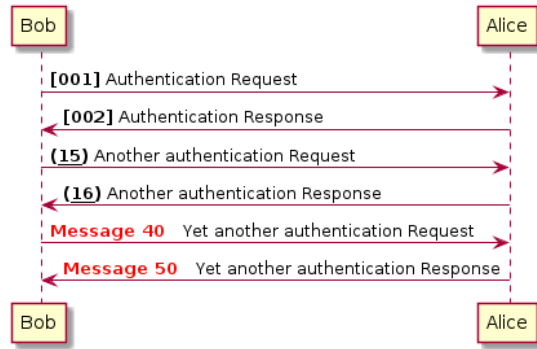 Bob Alice
[001] Authentication Request
[002] Authentication Response
(15) Another authentication Request
(16) Another authentication Response
Message 40 Yet another authentication Request
Message 50 Yet another authentication Response
Bob Alice